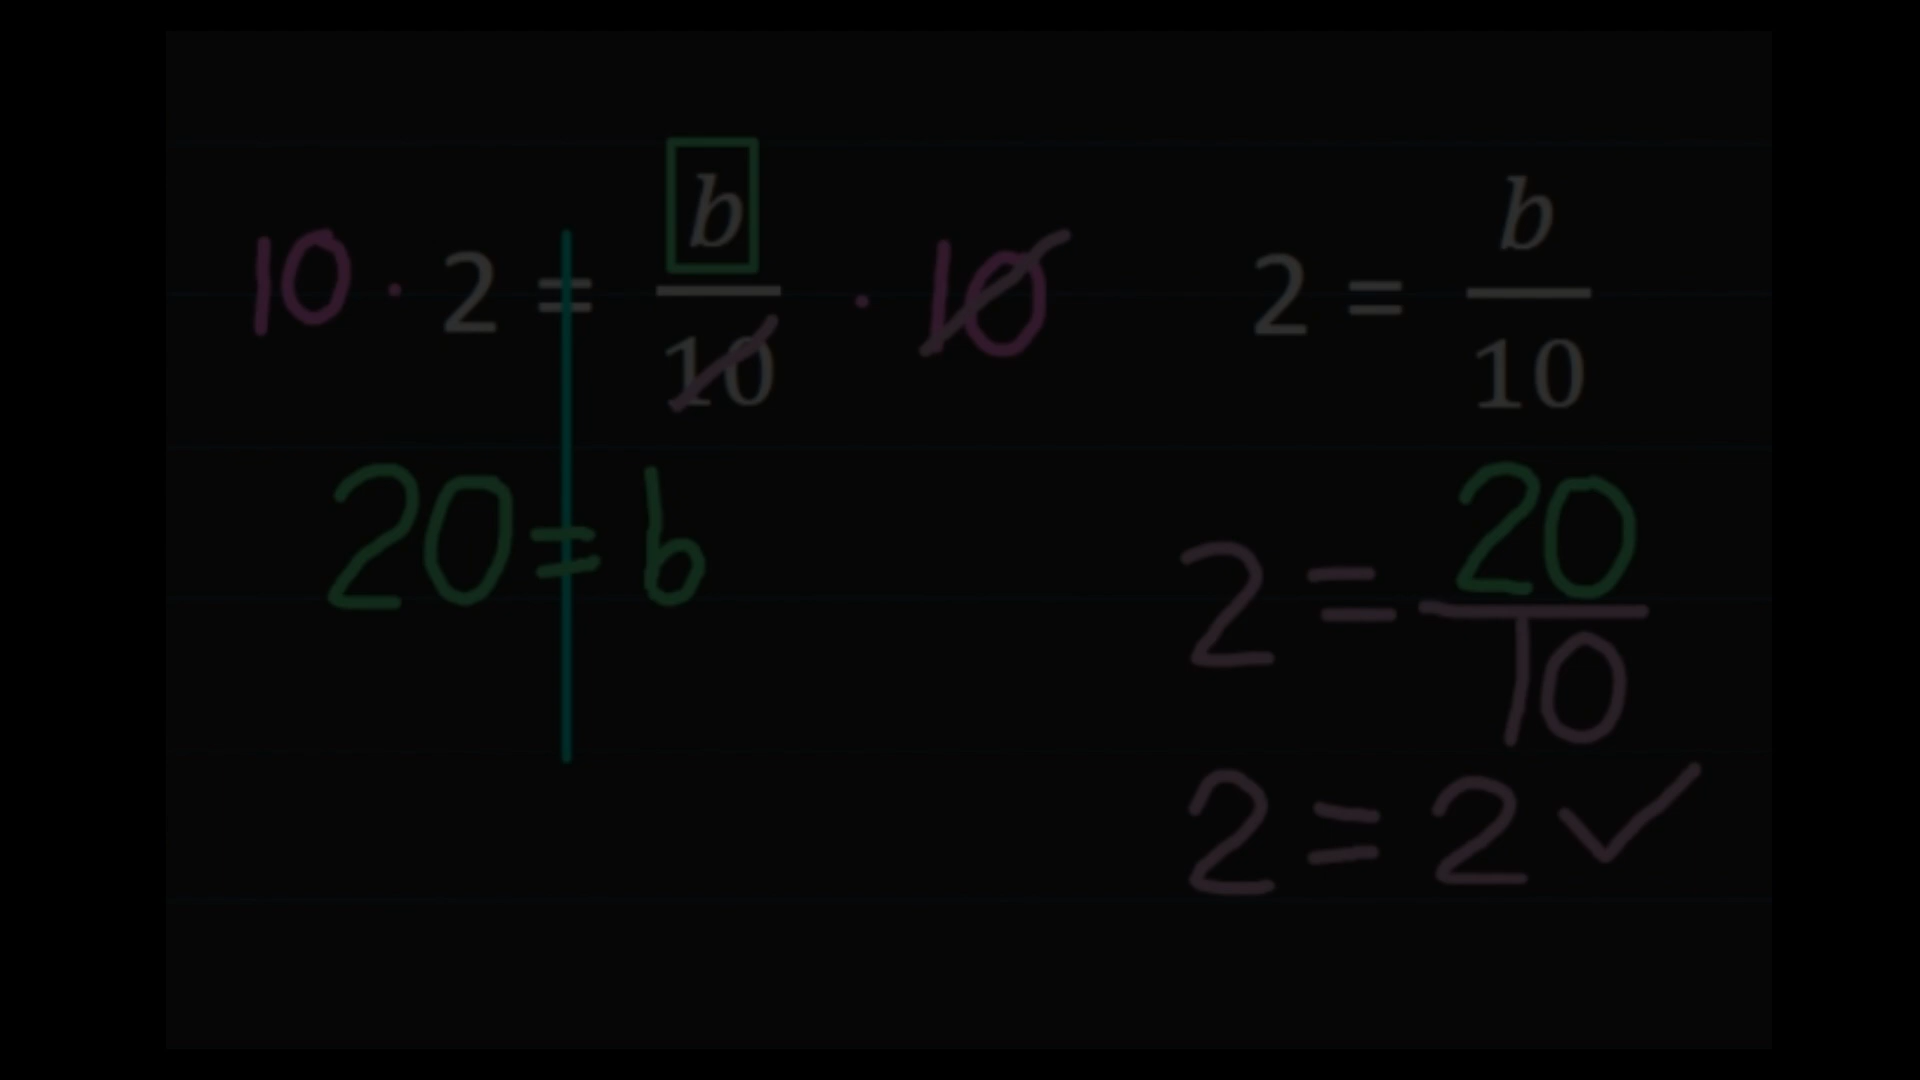 10 · 2 = b/10 · 10
20 = b
2 = b/10
2 = 20/10
2 = 2 ✓